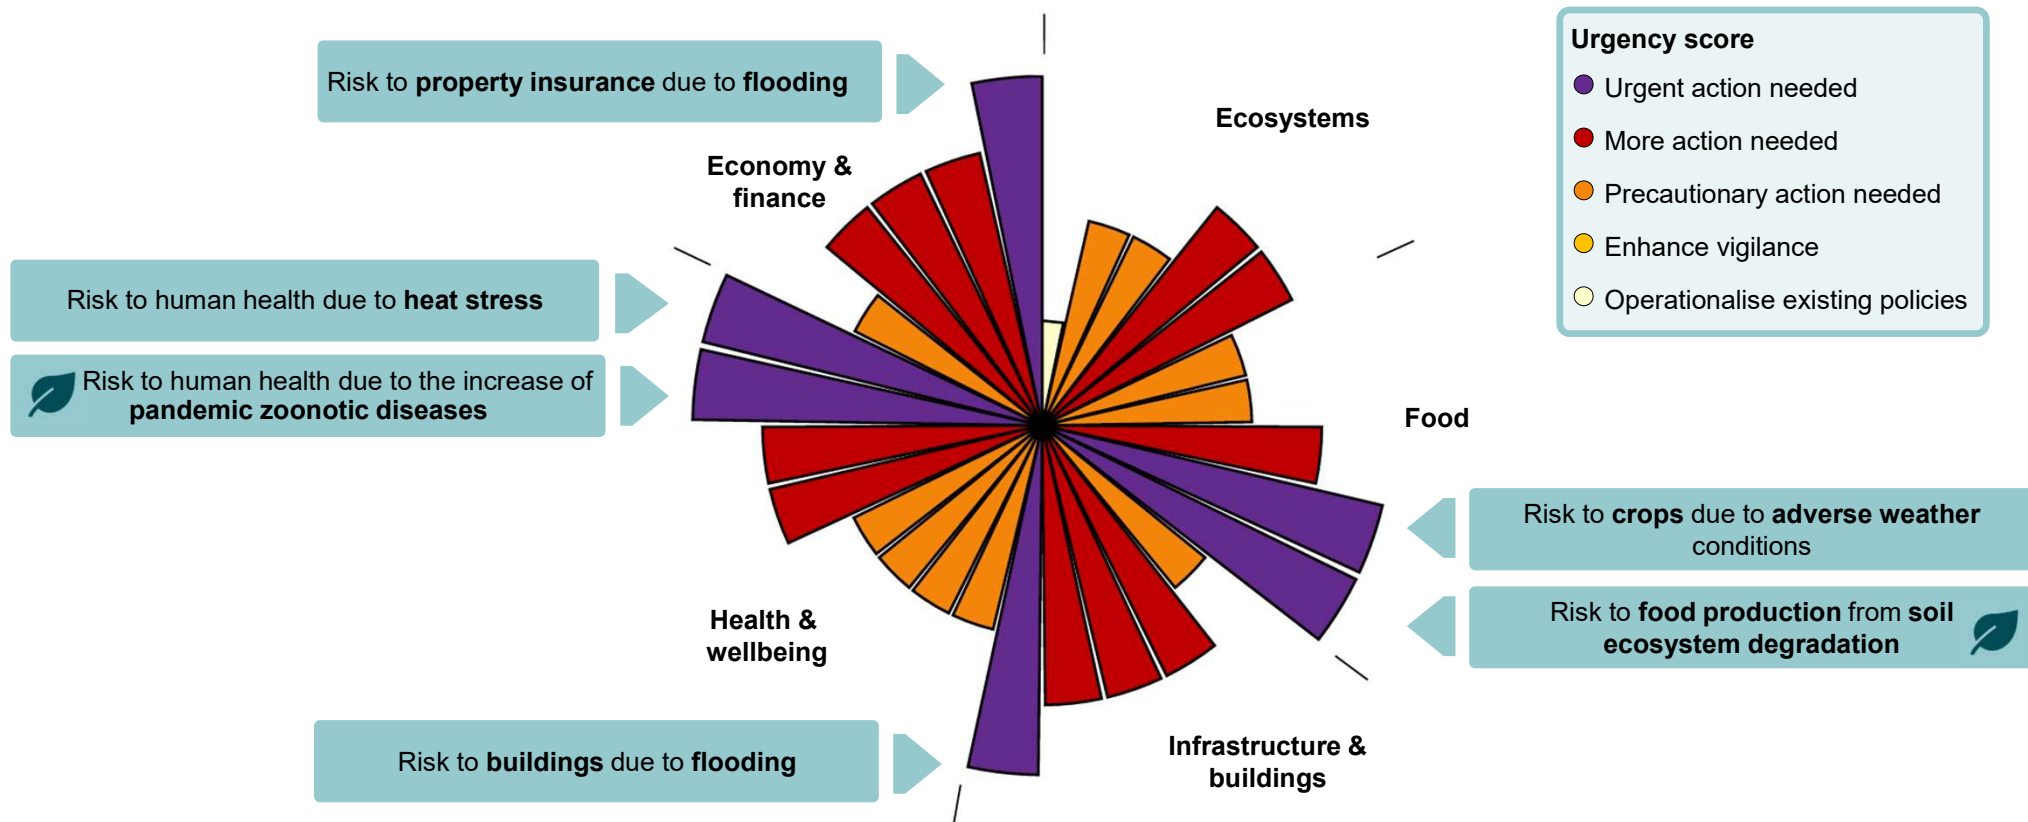 Risk to property insurance due to flooding
Economy &
finance
Ecosystems
Urgency score
Urgent action needed
More action needed
Precautionary action needed
Enhance vigilance
Operationalise existing policies
Risk to human health due to heat stress
Risk to human health due to the increase of
pandemic zoonotic diseases
Food
Risk to crops due to adverse weather
conditions
Risk to food production from soil
ecosystem degradation
Health &
wellbeing
Infrastructure &
buildings
Risk to buildings due to flooding